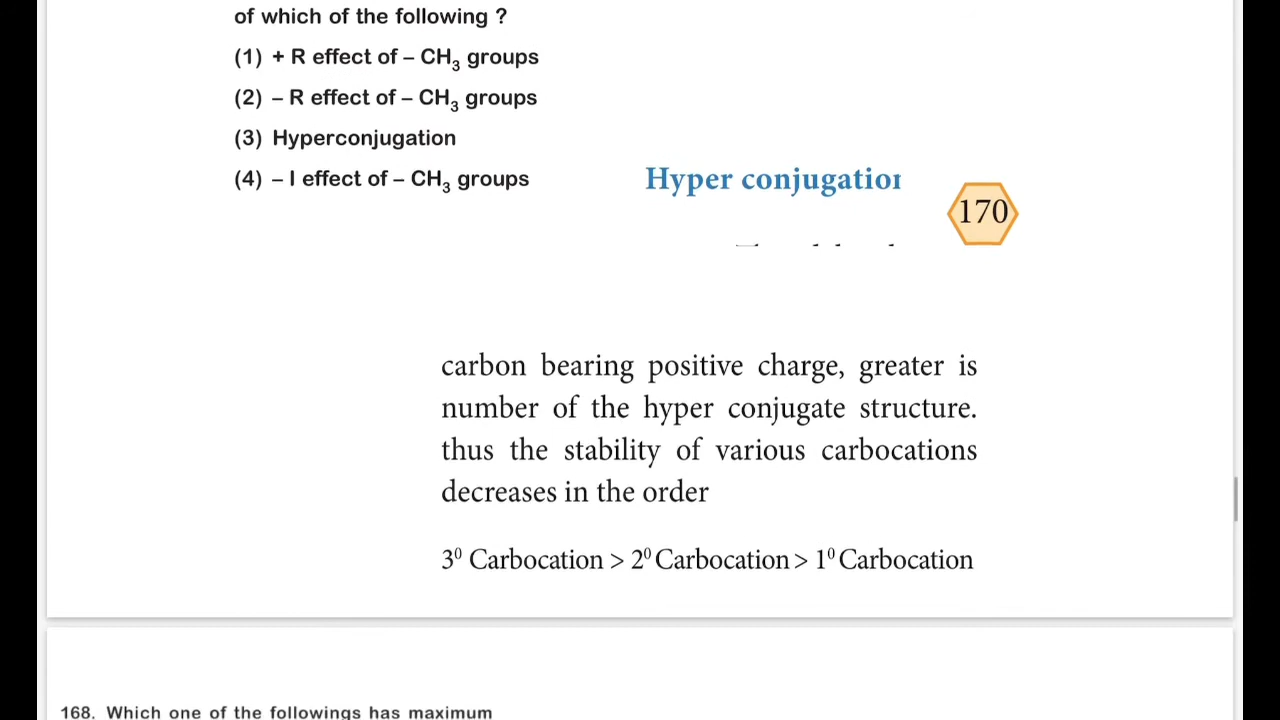 of which of the following ?
(1) + R effect of – CH₃ groups
(2) – R effect of – CH₃ groups
(3) Hyperconjugation
(4) – I effect of – CH₃ groups
Hyper conjugation
170
carbon bearing positive charge, greater is
number of the hyper conjugate structure.
thus the stability of various carbocations
decreases in the order
3⁰ Carbocation > 2⁰ Carbocation > 1⁰ Carbocation
168. Which one of the followings has maximum